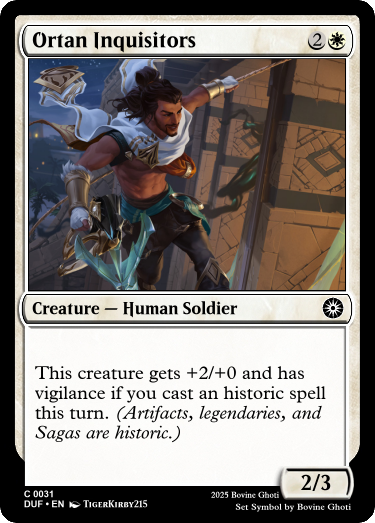 Ortan Inquisitors 2
Creature — Human Soldier
This creature gets +2/+0 and has
vigilance if you cast an historic spell
this turn. (Artifacts, legendaries, and
Sagas are historic.)
2/3
C 0031
DUF • EN TigerKirby215
2025 Bovine Ghoti
Set Symbol by Bovine Ghoti